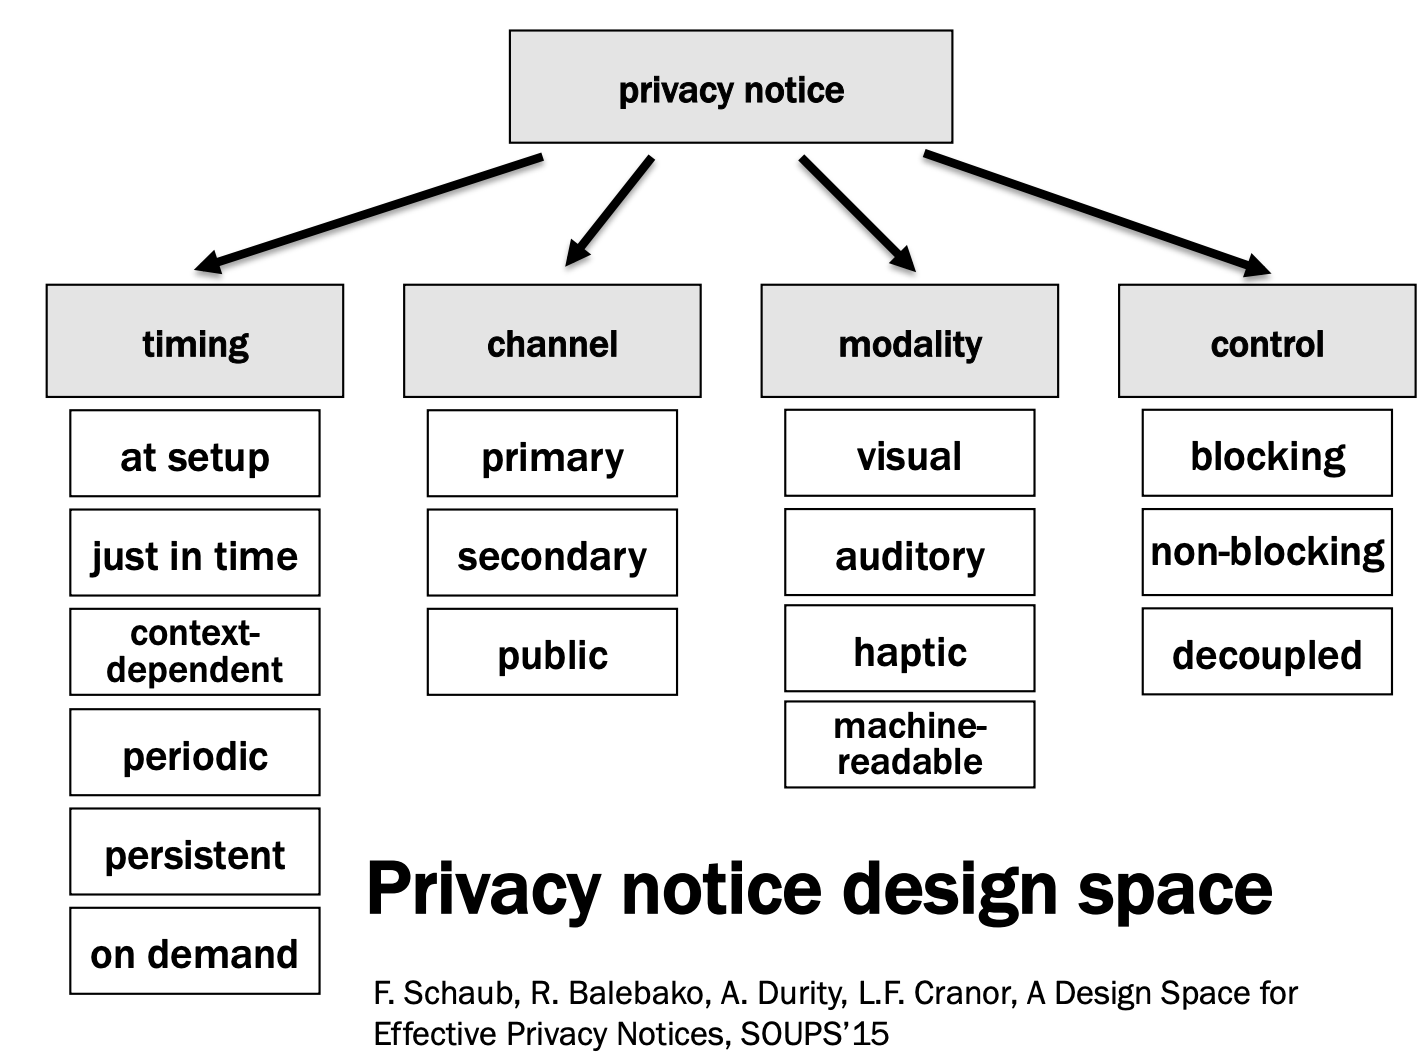 privacy notice
timing
at setup
just in time
context-
dependent
periodic
persistent
on demand
channel
primary
secondary
public
modality
visual
auditory
haptic
machine-
readable
control
blocking
non-blocking
decoupled
Privacy notice design space
F. Schaub, R. Balebako, A. Durity, L.F. Cranor, A Design Space for
Effective Privacy Notices, SOUPS’15